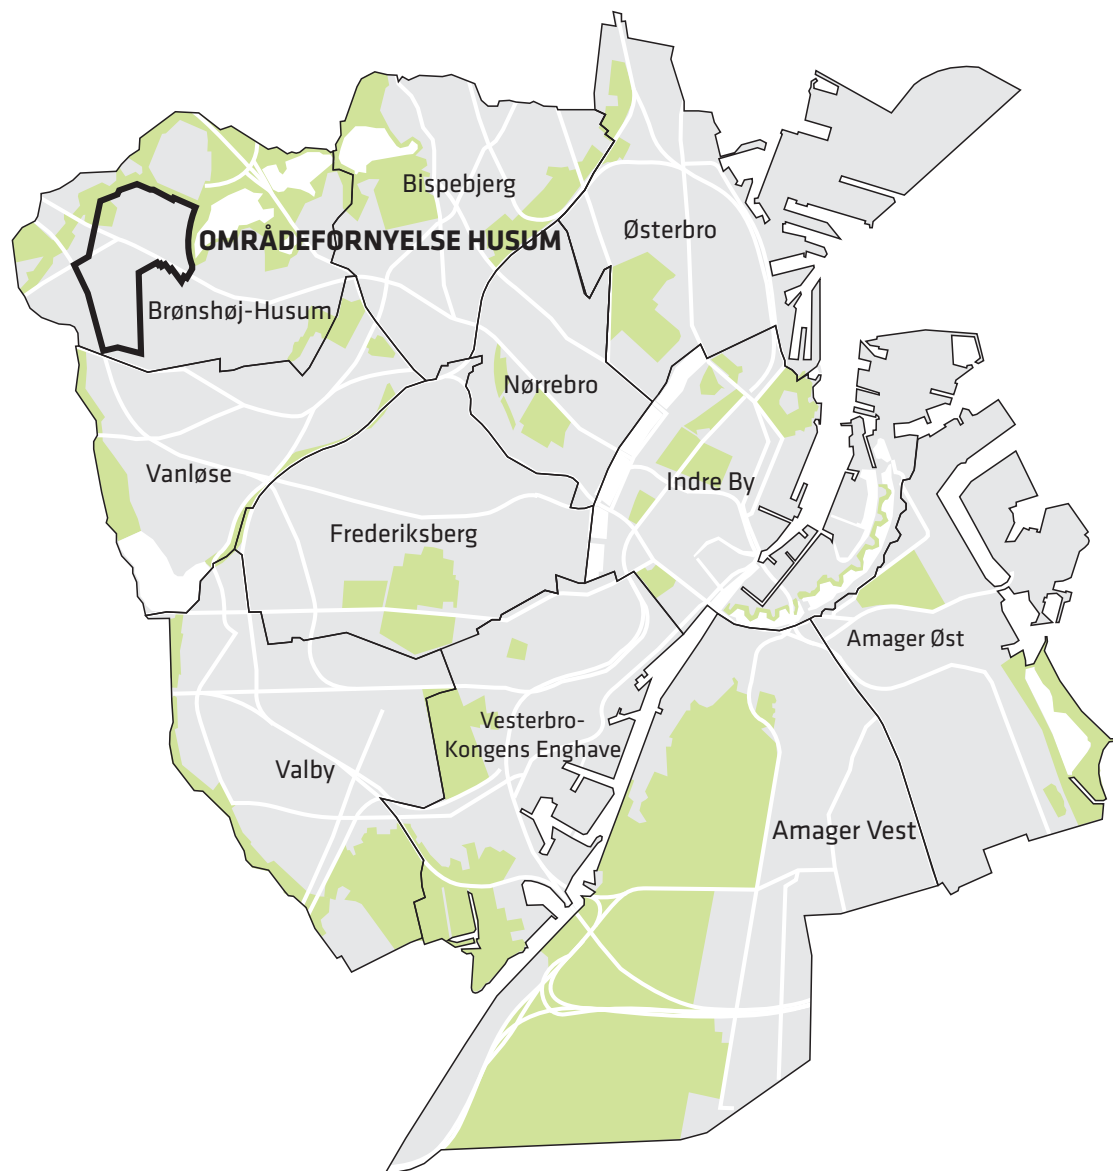 Bispebjerg
Østerbro
OMRÅDEFORNYELSE HUSUM
Brønshøj-Husum
Nørrebro
Vanløse
Indre By
Frederiksberg
Amager Øst
Vesterbro-
Kongens Enghave
Valby
Amager Vest